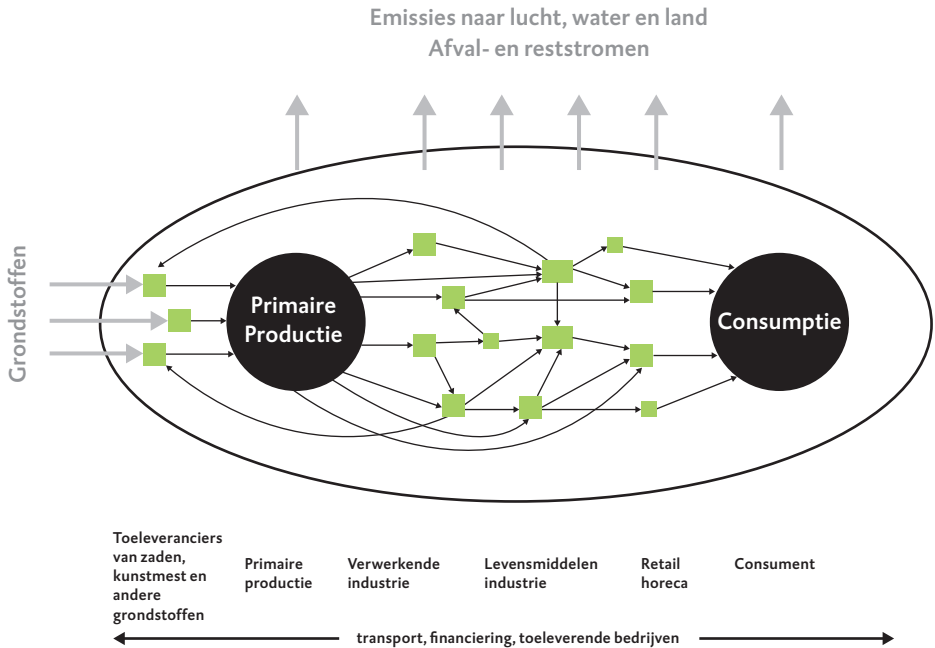 Emissies naar lucht, water en land
Afval- en reststromen
Grondstoffen
Primaire
Productie
Consumptie
Toeleveranciers
van zaden,
kunstmest en
andere
grondstoffen
Primaire
productie
Verwerkende
industrie
Levensmiddelen
industrie
Retail
horeca
Consument
transport, financiering, toeleverende bedrijven